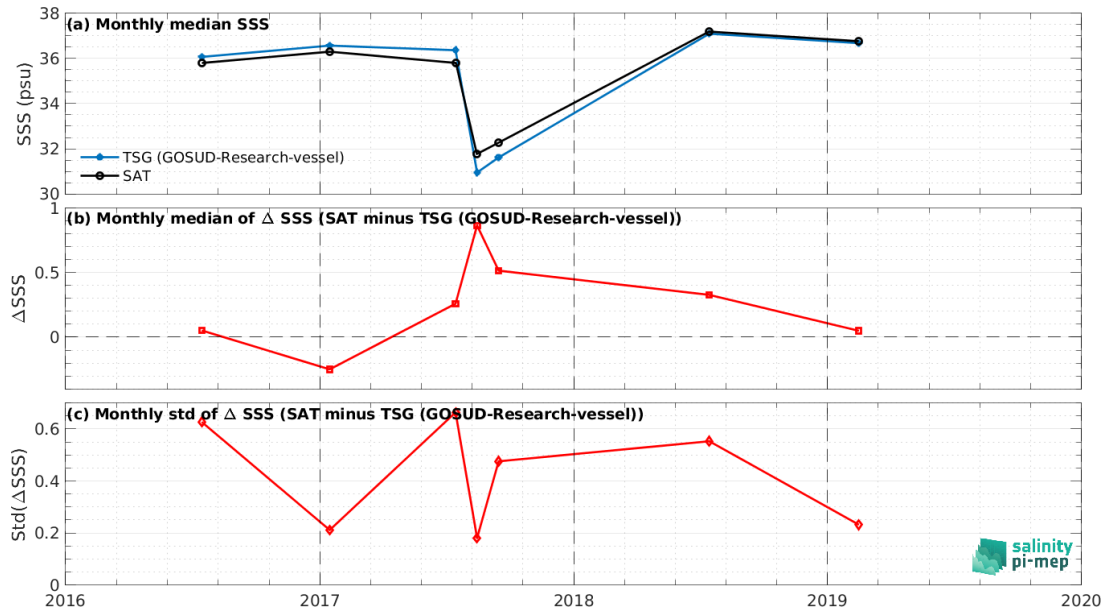 (a) Monthly median SSS
38
36
34
32
30
SSS (psu)
TSG (GOSUD-Research-vessel)
SAT
(b) Monthly median of Δ SSS (SAT minus TSG (GOSUD-Research-vessel))
1
0.5
0
ΔSSS
(c) Monthly std of Δ SSS (SAT minus TSG (GOSUD-Research-vessel))
0.6
0.4
0.2
0
Std(ΔSSS)
salinity
pi-mep
2016 2017 2018 2019 2020